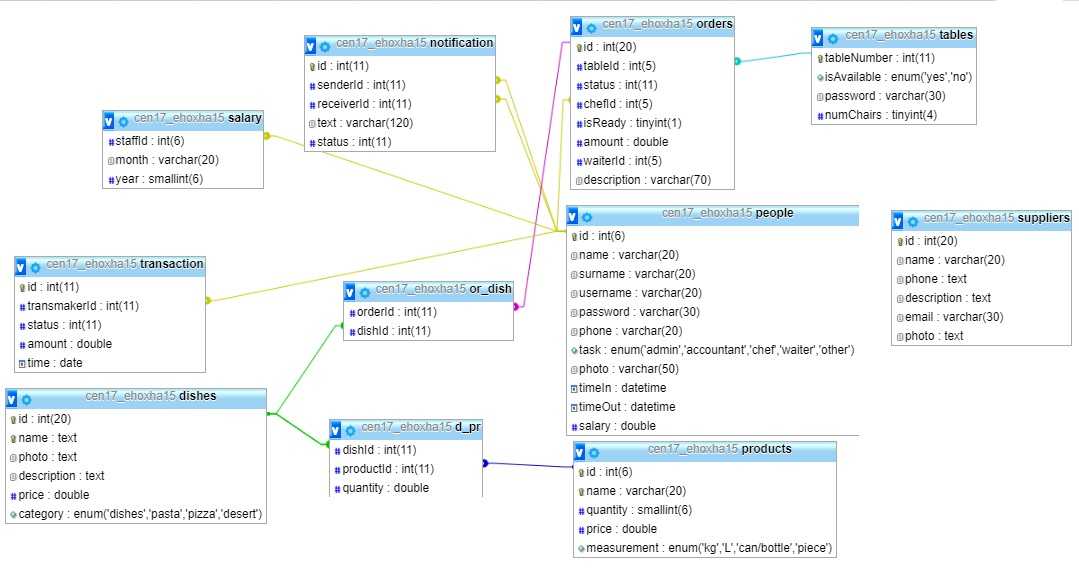 cen17_ehoxha15 notification
id : int(11)
senderId : int(11)
receiverId : int(11)
text : varchar(120)
status : int(11)
cen17_ehoxha15 orders
id : int(20)
tableId : int(5)
status : int(11)
chefId : int(5)
isReady : tinyint(1)
amount : double
waiterId : int(5)
description : varchar(70)
cen17_ehoxha15 tables
tableNumber : int(11)
isAvailable : enum('yes','no')
password : varchar(30)
numChairs : tinyint(4)
cen17_ehoxha15 salary
staffId : int(6)
month : varchar(20)
year : smallint(6)
cen17_ehoxha15 people
id : int(6)
name : varchar(20)
surname : varchar(20)
username : varchar(20)
password : varchar(30)
phone : varchar(20)
task : enum('admin','accountant','chef','waiter','other')
photo : varchar(50)
timeIn : datetime
timeOut : datetime
salary : double
cen17_ehoxha15 suppliers
id : int(20)
name : varchar(20)
phone : text
description : text
email : varchar(30)
photo : text
cen17_ehoxha15 transaction
id : int(11)
transmakerId : int(11)
status : int(11)
amount : double
time : date
cen17_ehoxha15 or_dish
orderId : int(11)
dishId : int(11)
cen17_ehoxha15 dishes
id : int(20)
name : text
photo : text
description : text
price : double
category : enum('dishes','pasta','pizza','desert')
cen17_ehoxha15 d_pr
dishId : int(11)
productId : int(11)
quantity : double
cen17_ehoxha15 products
id : int(6)
name : varchar(20)
quantity : smallint(6)
price : double
measurement : enum('kg','L','can/bottle','piece')